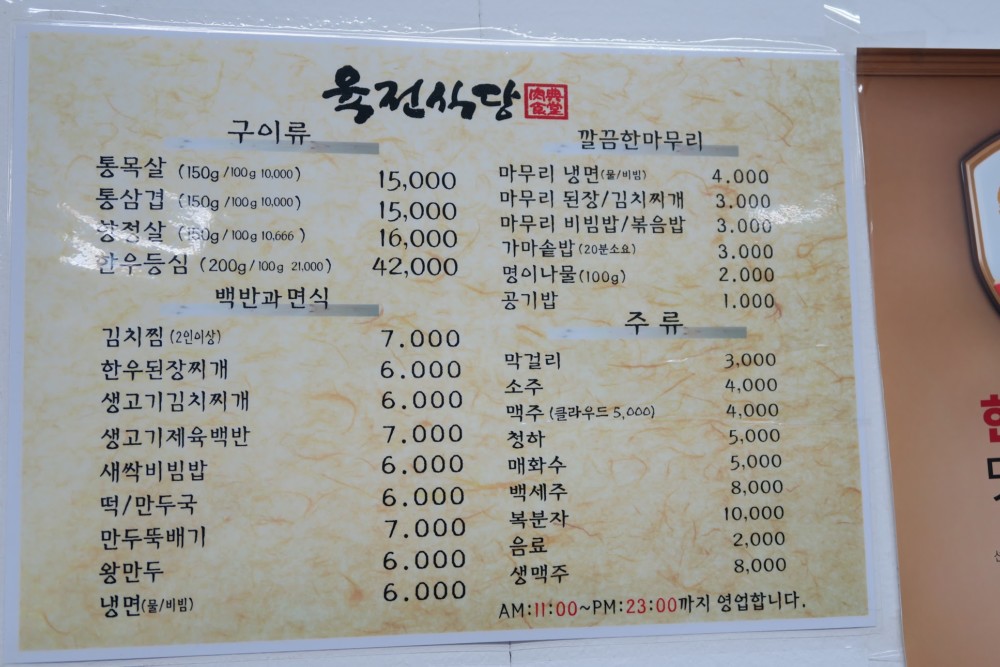 육전식당 肉典食堂
구이류
통목살 (150g/100g 10,000) 15,000
통삼겹 (150g/100g 10,000) 15,000
항정살 (150g/100g 10,666) 16,000
한우등심 (200g/100g 21,000) 42,000
백반과면식
김치찜(2인이상) 7.000
한우된장찌개 6.000
생고기김치찌개 6.000
생고기제육백반 7.000
새싹비빔밥 6.000
떡/만두국 6.000
만두뚝배기 7.000
왕만두 6.000
냉면(물/비빔) 6.000
깔끔한마무리
마무리 냉면(물/비빔) 4.000
마무리 된장/김치찌개 3.000
마무리 비빔밥/볶음밥 3.000
가마솥밥(20분소요) 3.000
명이나물(100g) 2.000
공기밥 1.000
주류
막걸리 3,000
소주 4,000
맥주(클라우드 5,000) 4,000
청하 5,000
매화수 5,000
백세주 8,000
복분자 10,000
음료 2,000
생맥주 8,000
AM:11:00~PM:23:00까지 영업합니다.